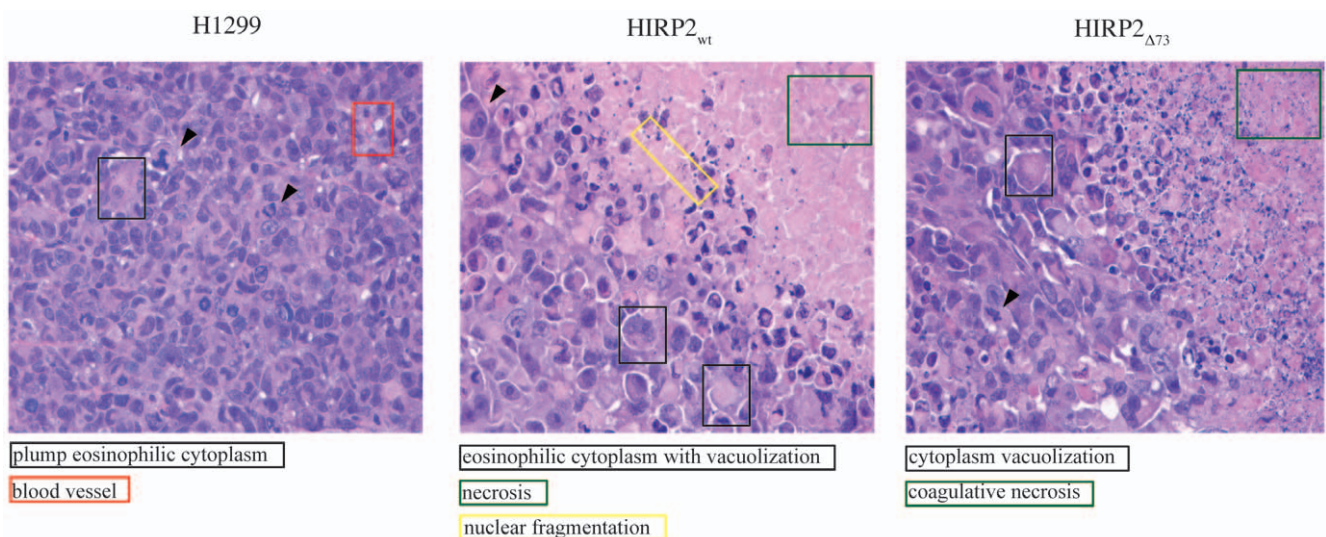 H1299
HIRP2wt
HIRP2Δ73
plump eosinophilic cytoplasm
blood vessel
eosinophilic cytoplasm with vacuolization
necrosis
nuclear fragmentation
cytoplasm vacuolization
coagulative necrosis